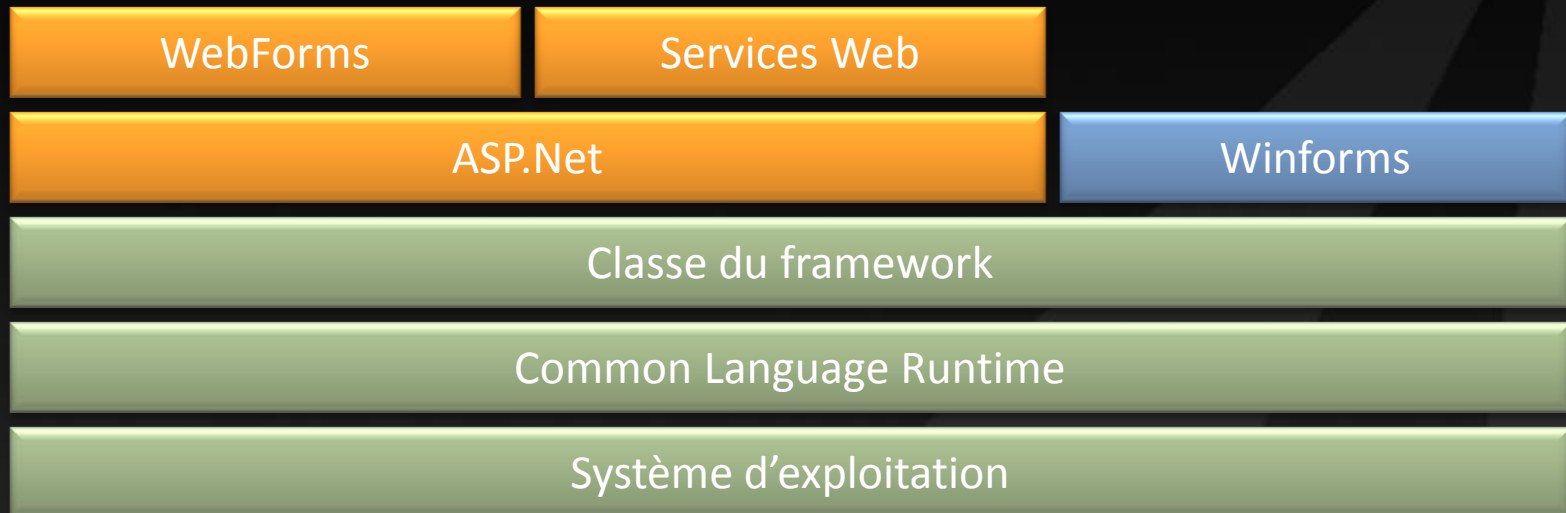 WebForms
Services Web
ASP.Net
Winforms
Classe du framework
Common Language Runtime
Système d’exploitation